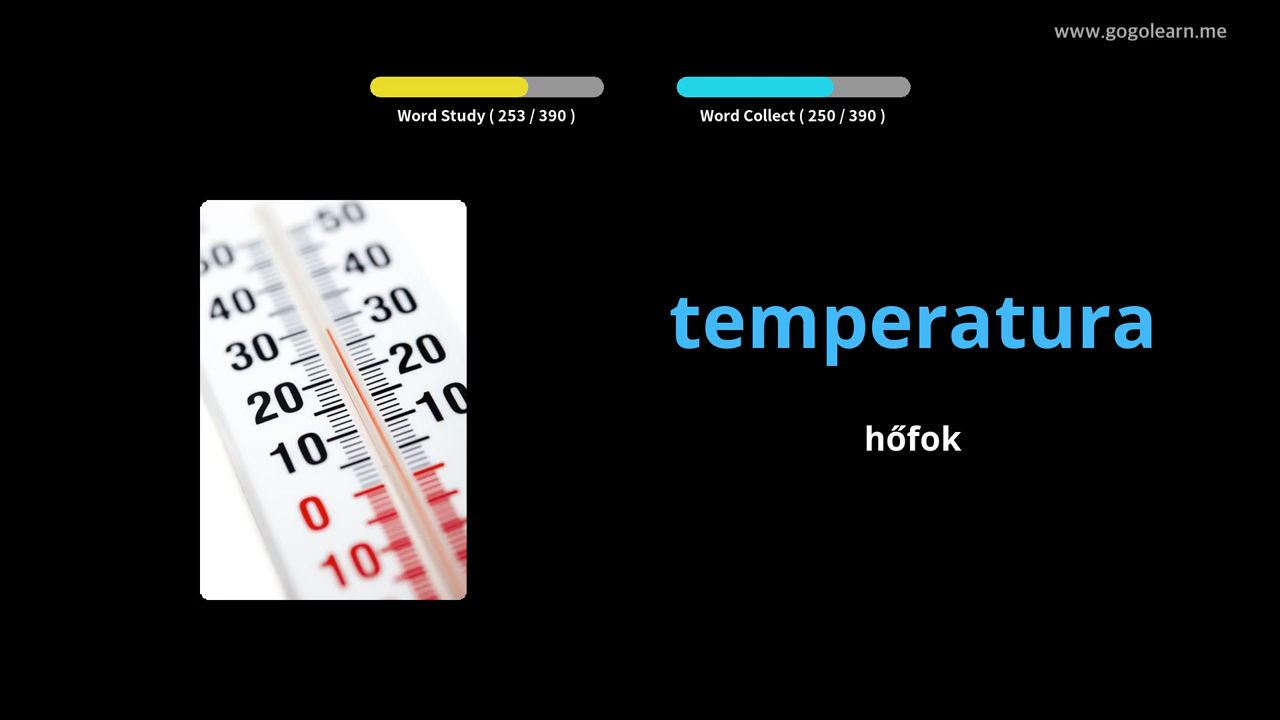 www.gogolearn.me
Word Study ( 253 / 390 )
Word Collect ( 250 / 390 )
50
40
40
30
30
20
20
10
10
0
10
temperatura
hőfok